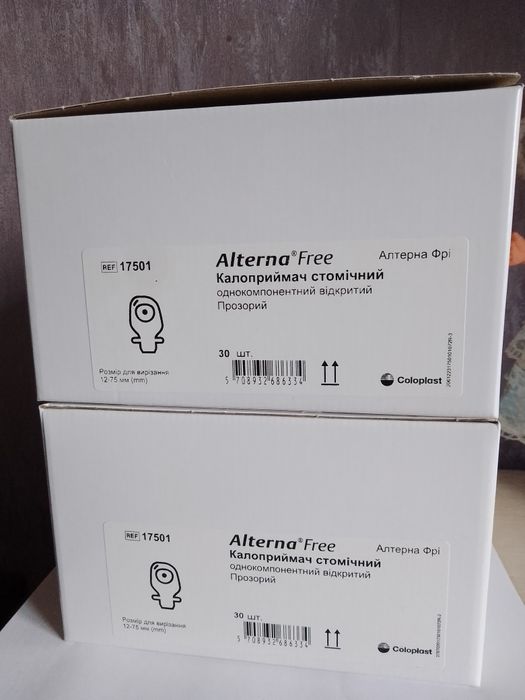 REF 17501
Alterna® Free
Алтерна Фрі
Калоприймач стомічний
однокомпонентний відкритий
Прозорий
30 шт.
5 708932 686334
Розмір для вирізання
12-75 мм (mm)
Coloplast
REF 17501
Alterna® Free
Алтерна Фрі
Калоприймач стомічний
однокомпонентний відкритий
Прозорий
30 шт.
5 708932 686334
Розмір для вирізання
12-75 мм (mm)
Coloplast